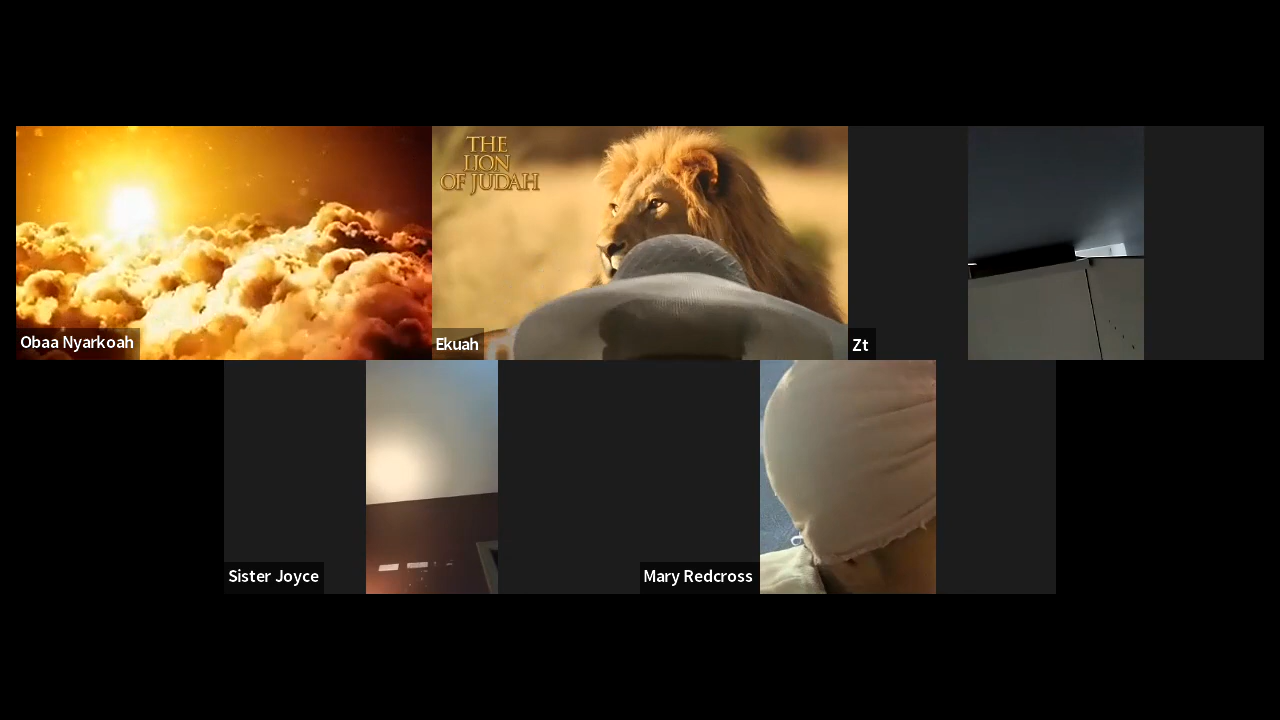 THE
LION
OF JUDAH
Obaa Nyarkoah
Ekuah
Zt
Sister Joyce
Mary Redcross